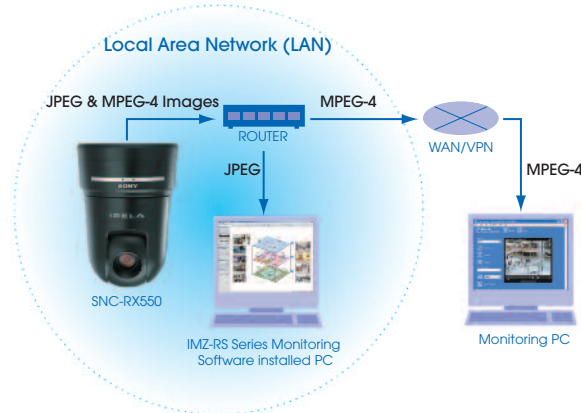 Local Area Network (LAN)
JPEG & MPEG-4 Images
MPEG-4
ROUTER
WAN/VPN
JPEG
MPEG-4
SONY
IPELA
SNC-RX550
IMZ-RS Series Monitoring
Software installed PC
Monitoring PC